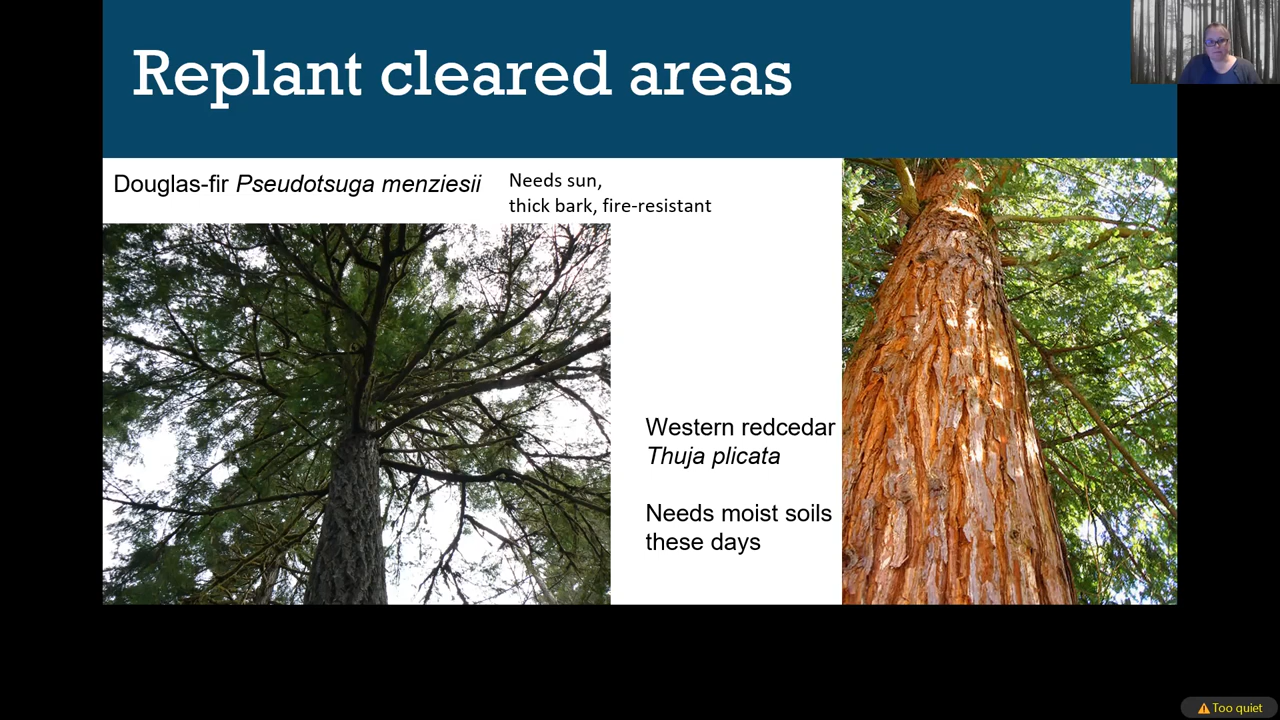 Replant cleared areas
Douglas-fir Pseudotsuga menziesii
Needs sun,
thick bark, fire-resistant
Western redcedar
Thuja plicata
Needs moist soils
these days
Too quiet